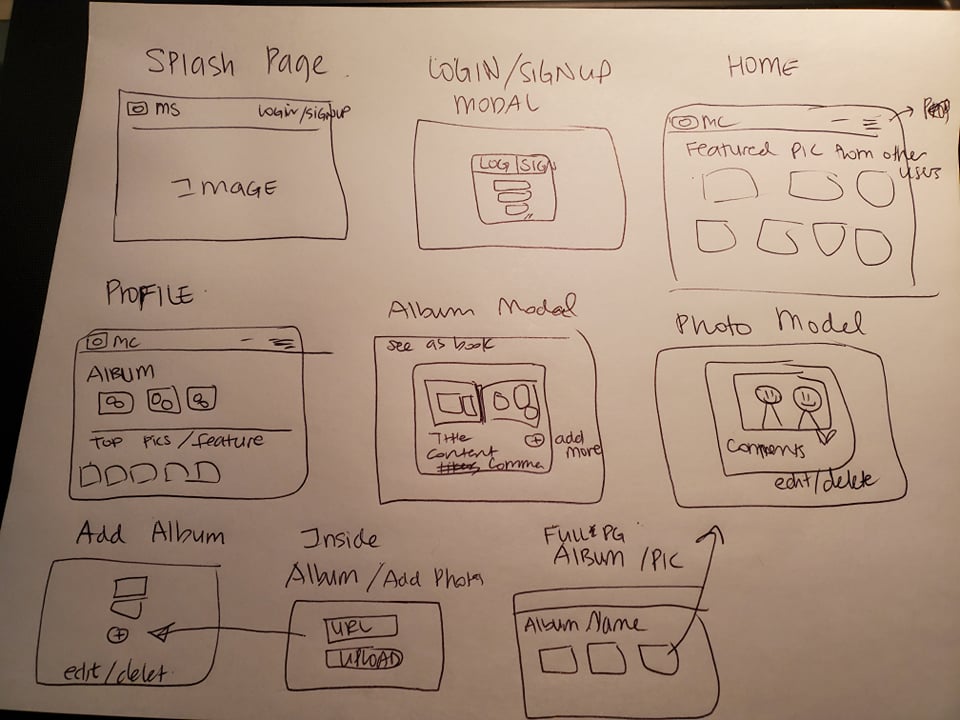 Splash Page
MS LOGIN/SIGNUP
IMAGE
LOGIN/SIGNUP
MODAL
LOG SIGN
HOME
MC
Featured Pic from other
users
PROFILE
MC
ALBUM
Top Pics/feature
Album Modal
see as book
Title
Content
Comme
add
more
Photo Model
Comments
edit/delete
Add Album
edit/delet.
Inside
Album/Add Photo
URL
UPLOAD
Full PG
Album /Pic
Album Name